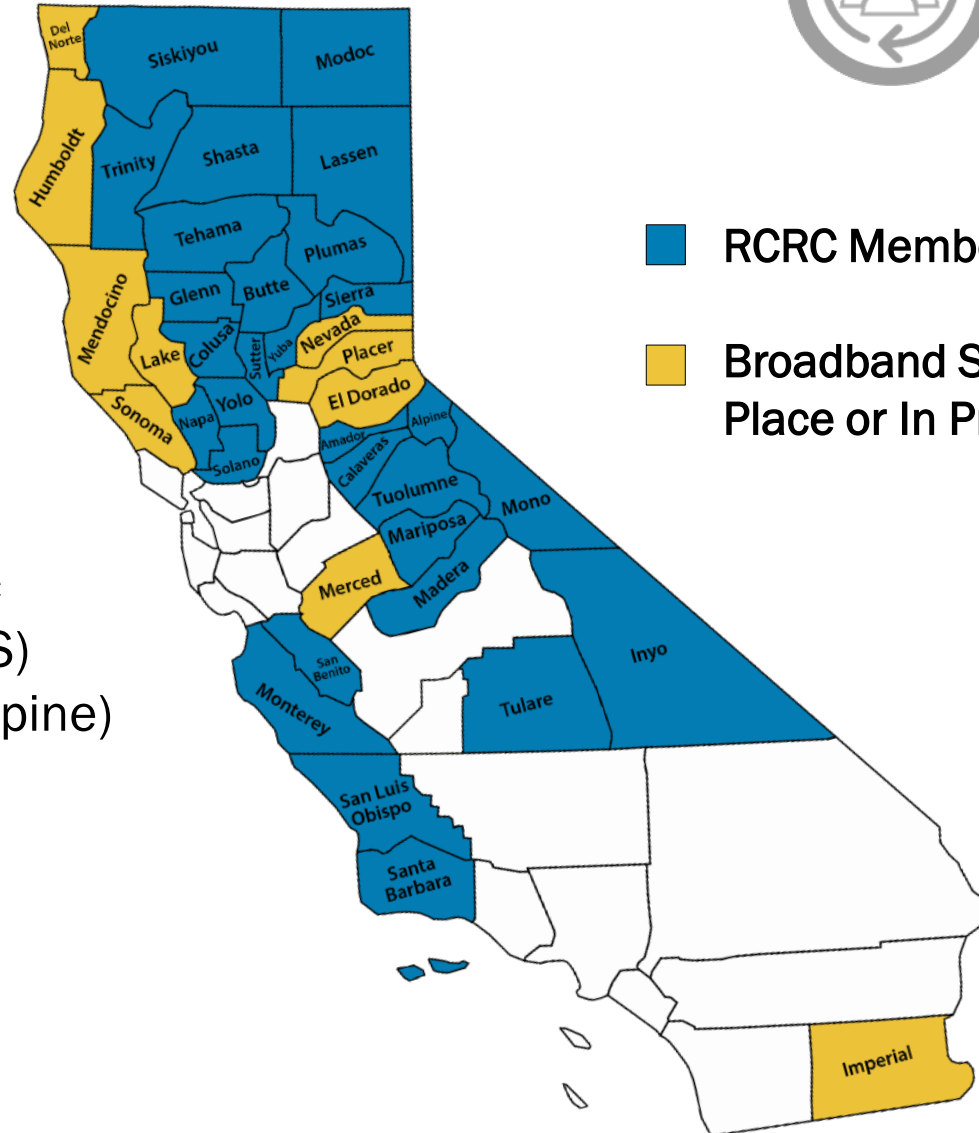 Del
Norte
Siskiyou
Modoc
Humboldt
Trinity
Shasta
Lassen
Tehama
Plumas
Glenn
Butte
Sierra
Mendocino
Lake
Colusa
Sutter
Yuba
Nevada
Placer
El Dorado
Sonoma
Napa
Yolo
Solano
Amador
Alpine
Calaveras
Tuolumne
Mono
Mariposa
Merced
Madera
San
Benito
Monterey
Tulare
Inyo
San Luis
Obispo
Santa
Barbara
Imperial
RCRC Memb
Broadband S
Place or In P
S)
pine)